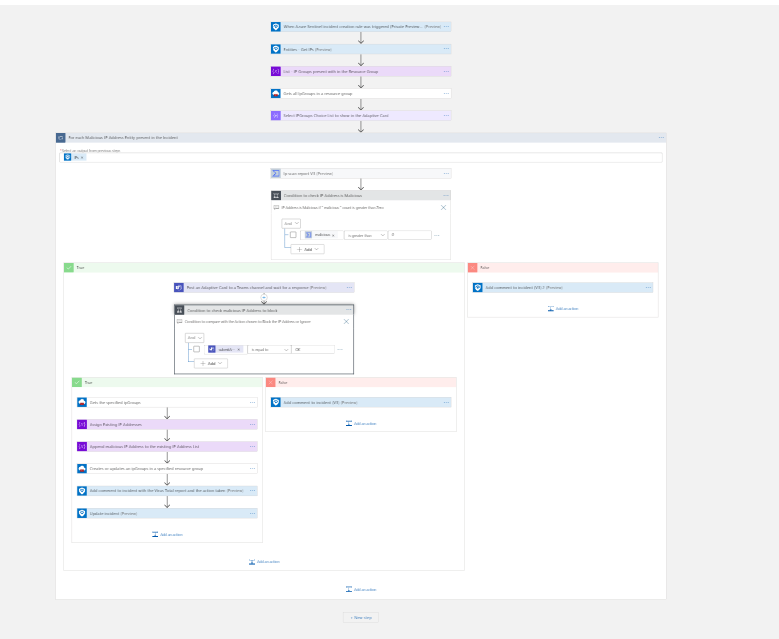 When Azure Sentinel incident creation rule was triggered (Private Preview... (Preview)
Entities - Get IPs (Preview)
List - IP Groups present with in the Resource Group
Gets all IpGroups in a resource group
Select IPGroups Choice List to show in the Adaptive Card
For each Malicious IP Address Entity present in the Incident
*Select an output from previous steps
IPs ×
Ip scan report V3 (Preview)
Condition to check IP Address is Malicious
IP Address is Malicious if "malicious" count is greater than Zero
And
malicious ×
is greater than
0
Add
True
False
Post an Adaptive Card to a Teams channel and wait for a response (Preview)
Add comment to incident (V3) 2 (Preview)
Add an action
Condition to check malicious IP Address to block
Condition to compare with the Action chosen to Block the IP Address or Ignore
And
submitA... ×
is equal to
Add
True
False
Gets the specified ipGroups
Add comment to incident (V3) (Preview)
Assign Existing IP Addresses
Add an action
Append malicious IP Address to the existing IP Address List
Creates or updates an ipGroups in a specified resource group
Add comment to incident with the Virus Total report and the action taken (Preview)
Update incident (Preview)
Add an action
Add an action
Add an action
+ New step